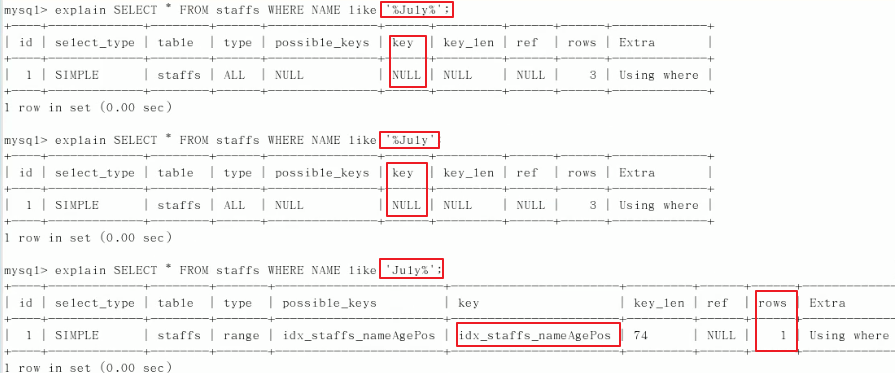 mysql> explain SELECT * FROM staffs WHERE NAME like '%July%';
+----+-------------+--------+------+---------------+------+---------+------+------+-------------+
| id | select_type | table | type | possible_keys | key | key_len | ref | rows | Extra |
+----+-------------+--------+------+---------------+------+---------+------+------+-------------+
| 1 | SIMPLE | staffs | ALL | NULL | NULL | NULL | NULL | 3 | Using where |
+----+-------------+--------+------+---------------+------+---------+------+------+-------------+
1 row in set (0.00 sec)
mysql> explain SELECT * FROM staffs WHERE NAME like '%July'
+----+-------------+--------+------+---------------+------+---------+------+------+-------------+
| id | select_type | table | type | possible_keys | key | key_len | ref | rows | Extra |
+----+-------------+--------+------+---------------+------+---------+------+------+-------------+
| 1 | SIMPLE | staffs | ALL | NULL | NULL | NULL | NULL | 3 | Using where |
+----+-------------+--------+------+---------------+------+---------+------+------+-------------+
1 row in set (0.00 sec)
mysql> explain SELECT * FROM staffs WHERE NAME like 'July%';
+----+-------------+--------+-------+-----------------------+-----------------------+---------+------+------+------------
| id | select_type | table | type | possible_keys | key | key_len | ref | rows | Extra
+----+-------------+--------+-------+-----------------------+-----------------------+---------+------+------+------------
| 1 | SIMPLE | staffs | range | idx_staffs_nameAgePos | idx_staffs_nameAgePos | 74 | NULL | 1 | Using where
+----+-------------+--------+-------+-----------------------+-----------------------+---------+------+------+------------
1 row in set (0.00 sec)